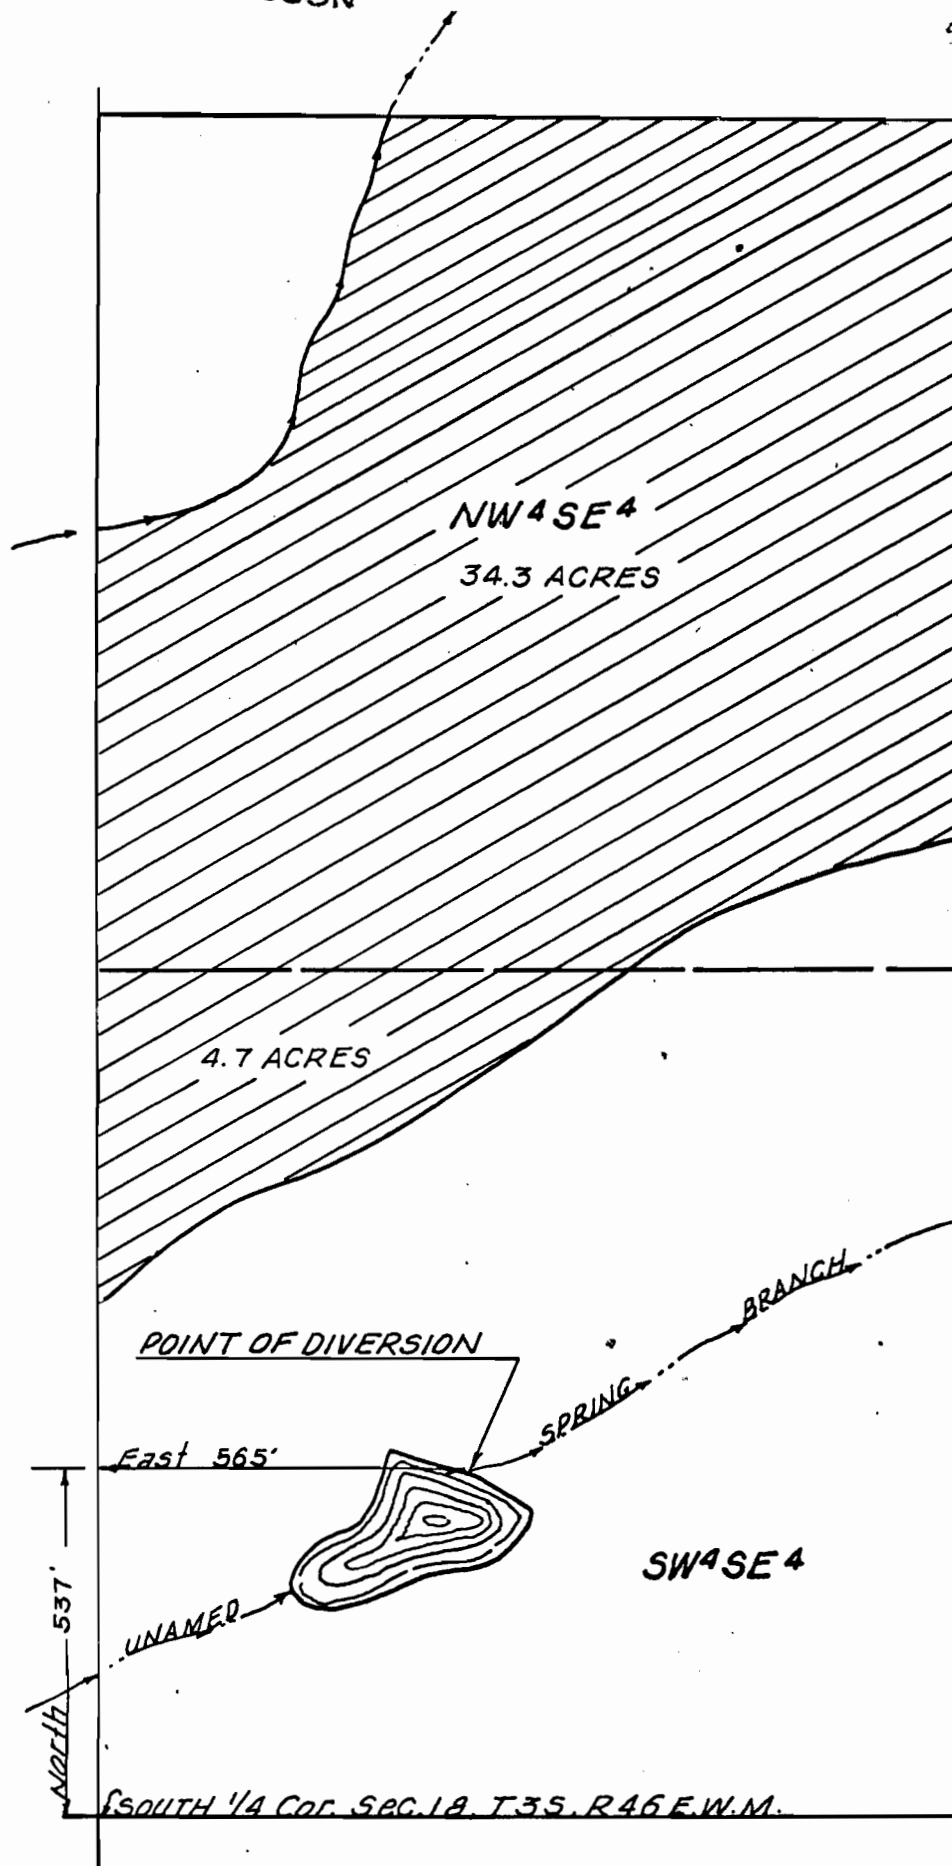 NW4SE4
34.3 ACRES
4.7 ACRES
POINT OF DIVERSION
BRANCH
SPRING
East 565'
SW4SE4
537'
UNAMED
North
SOUTH 1/4 Cor. Sec. 18, T3S. R46 E.W.M.